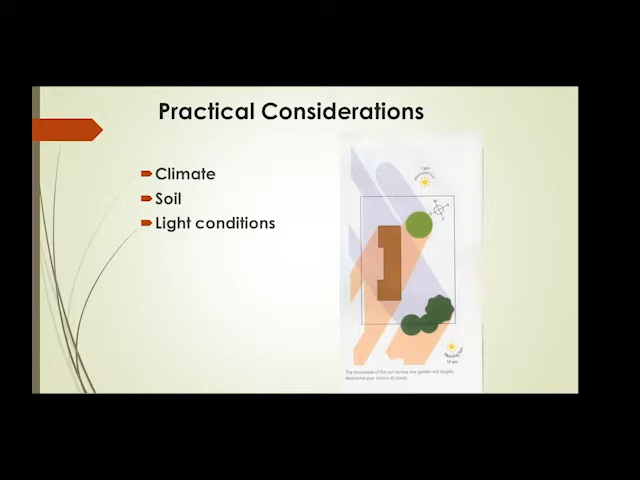 Practical Considerations
Climate
Soil
Light conditions
The movement of the sun across any garden will largely
determine your choice of plants.